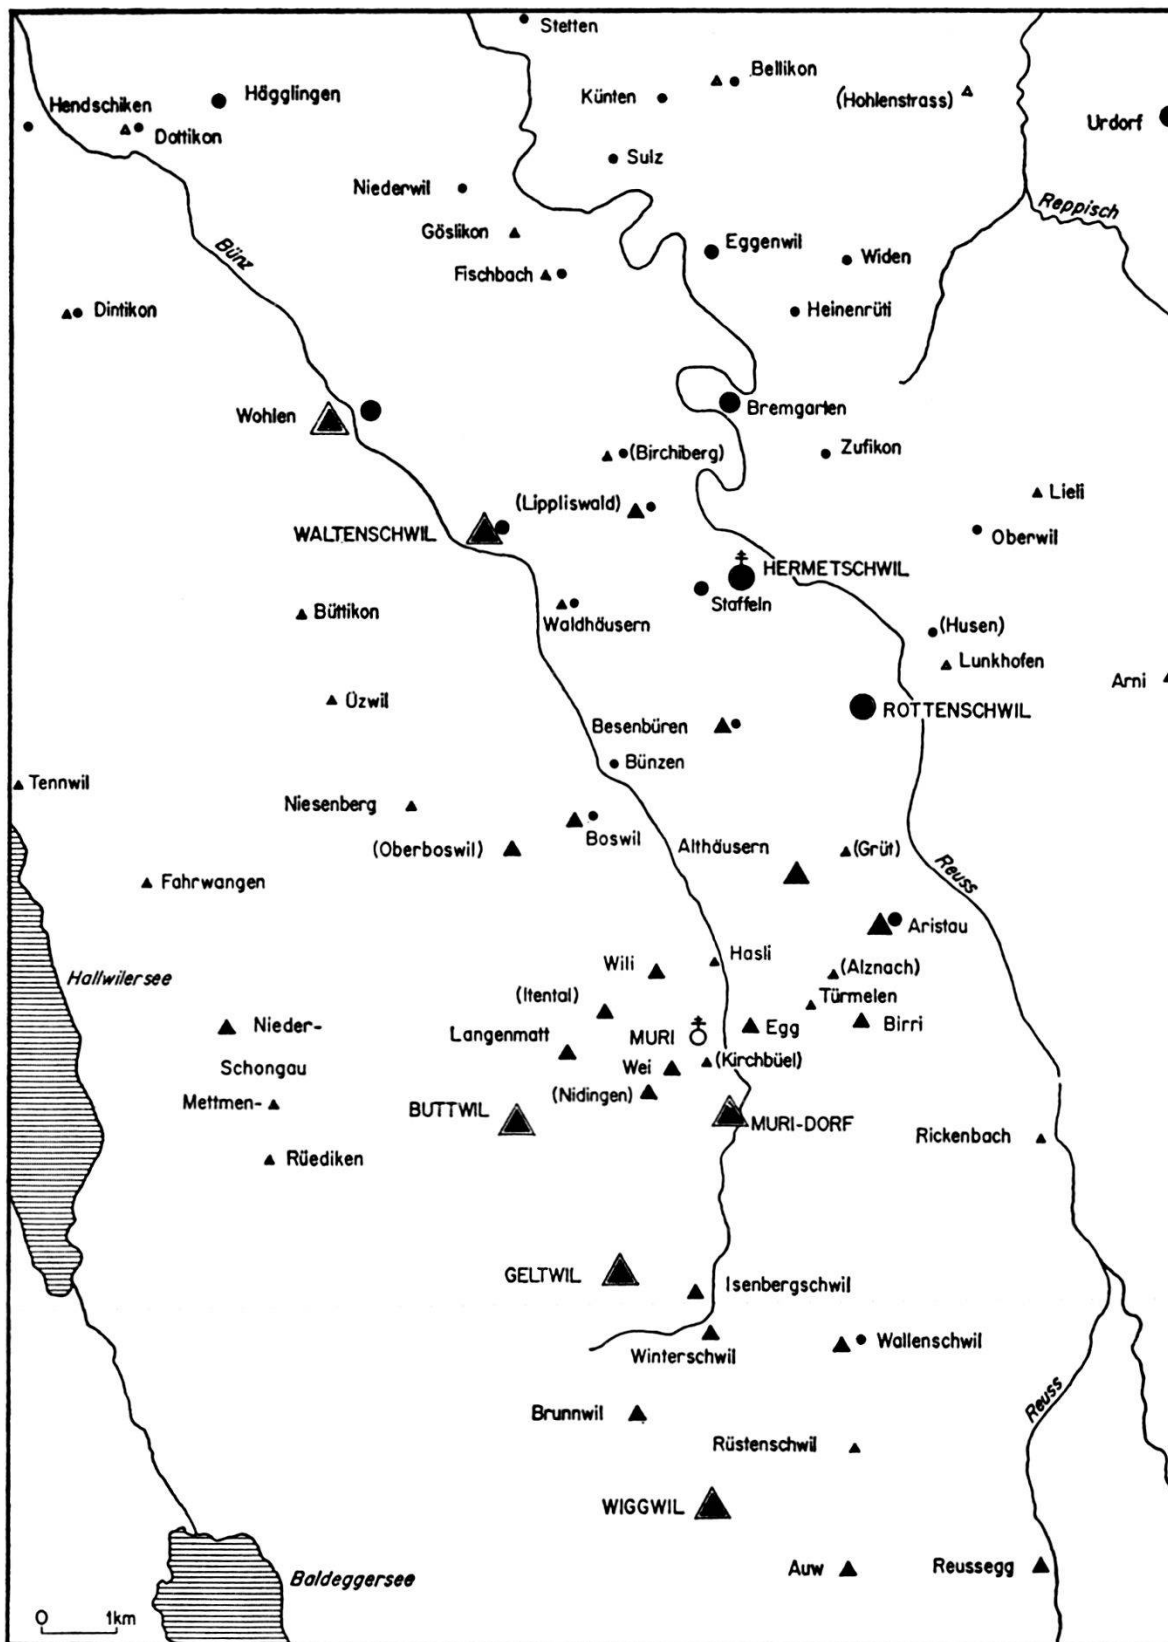 Stetten
Bellikon
Künten
(Hohlenstrass)
Hägglingen
Hendschiken
Dottikon
Urdorf
Sulz
Niederwil
Reppisch
Göslikon
Eggenwil
Bünz
Widen
Fischbach
Dintikon
Heinenrüti
Wohlen
Bremgarten
(Birchiberg)
Zufikon
(Lippliswald)
Lieli
WALTENSCHWIL
Oberwil
HERMETSCHWIL
Staffeln
Büttikon
Waldhäusern
(Husen)
Lunkhofen
Arni
Üzwil
ROTTENSCHWIL
Besenbüren
Bünzen
Tennwil
Niesenberg
Boswil
Althäusern
(Grüt)
(Oberboswil)
Reuss
Fahrwangen
Aristau
Hasli
Wili
(Alznach)
Hallwilersee
(Itental)
Türmelen
Nieder-
Langenmatt
MURI
Egg
Birri
Schongau
Wei
(Kirchbüel)
Mettmen-
(Nidingen)
BUTTWIL
MURI-DORF
Rickenbach
Rüediken
GELTWIL
Isenbergschwil
Winterschwil
Wallenschwil
Reuss
Brunnwil
Rüstenschwil
WIGGWIL
Auw
Reussegg
Baldeggersee
0 1km